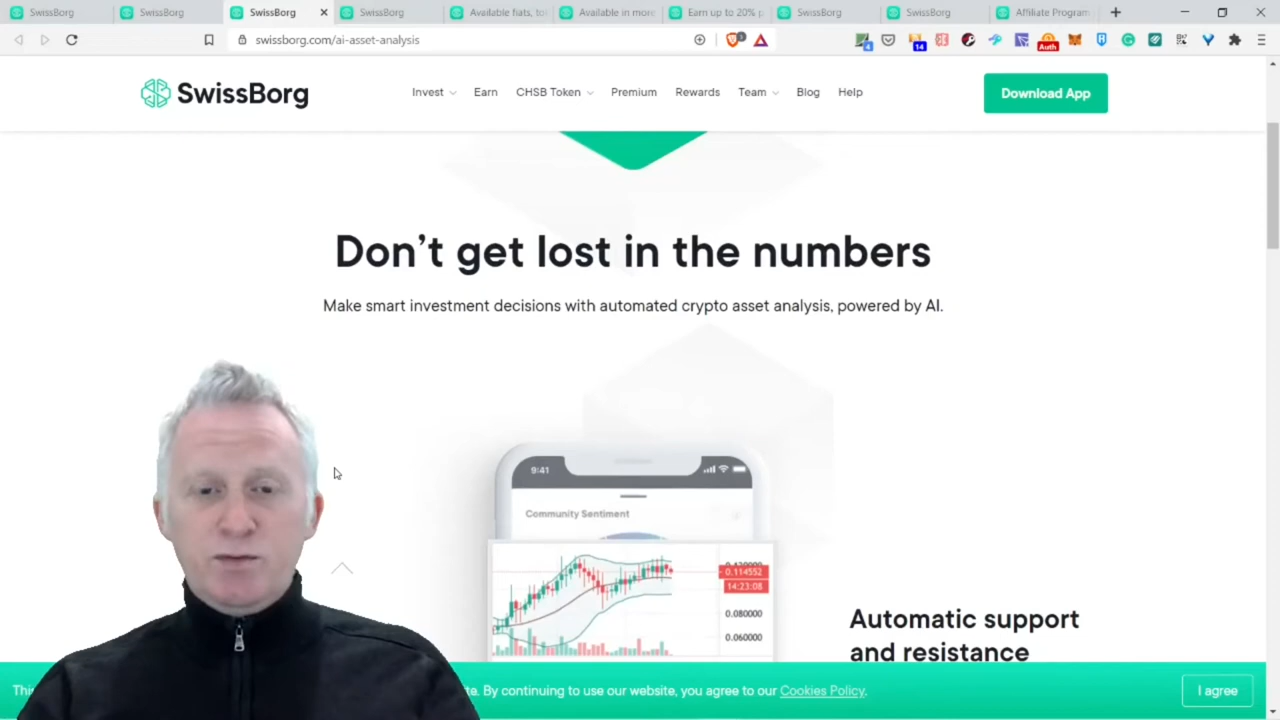 SwissBorg
SwissBorg
SwissBorg
SwissBorg
Available fiats, to
Available in more
Earn up to 20% p
SwissBorg
SwissBorg
Affiliate Program
swissborg.com/ai-asset-analysis
1
4
14
Auth
SwissBorg
Invest
Earn
CHSB Token
Premium
Rewards
Team
Blog
Help
Download App
Don't get lost in the numbers
Make smart investment decisions with automated crypto asset analysis, powered by AI.
9:41
Community Sentiment
0.114552
14:23:08
0.080000
0.060000
Automatic support
and resistance
. By continuing to use our website, you agree to our Cookies Policy.
I agree